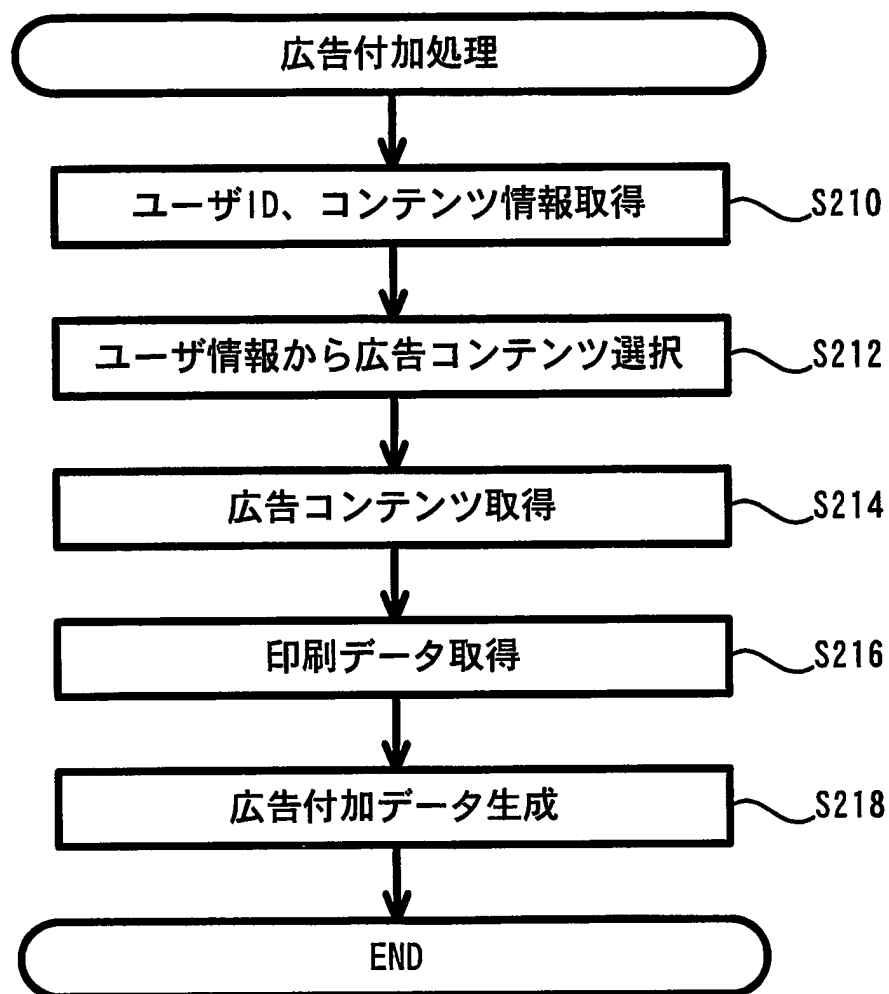 広告付加処理
ユーザID、コンテンツ情報取得
S210
ユーザ情報から広告コンテンツ選択
S212
広告コンテンツ取得
S214
印刷データ取得
S216
広告付加データ生成
S218
END